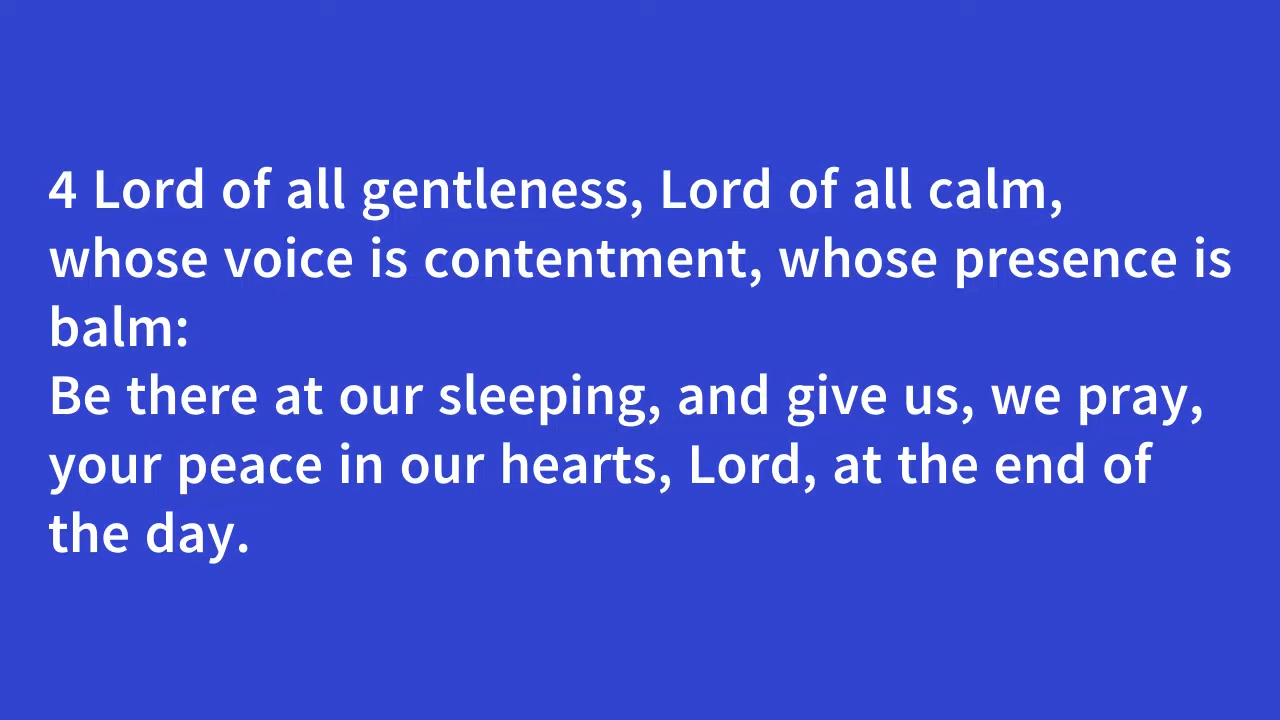 4 Lord of all gentleness, Lord of all calm,
whose voice is contentment, whose presence is
balm:
Be there at our sleeping, and give us, we pray,
your peace in our hearts, Lord, at the end of
the day.